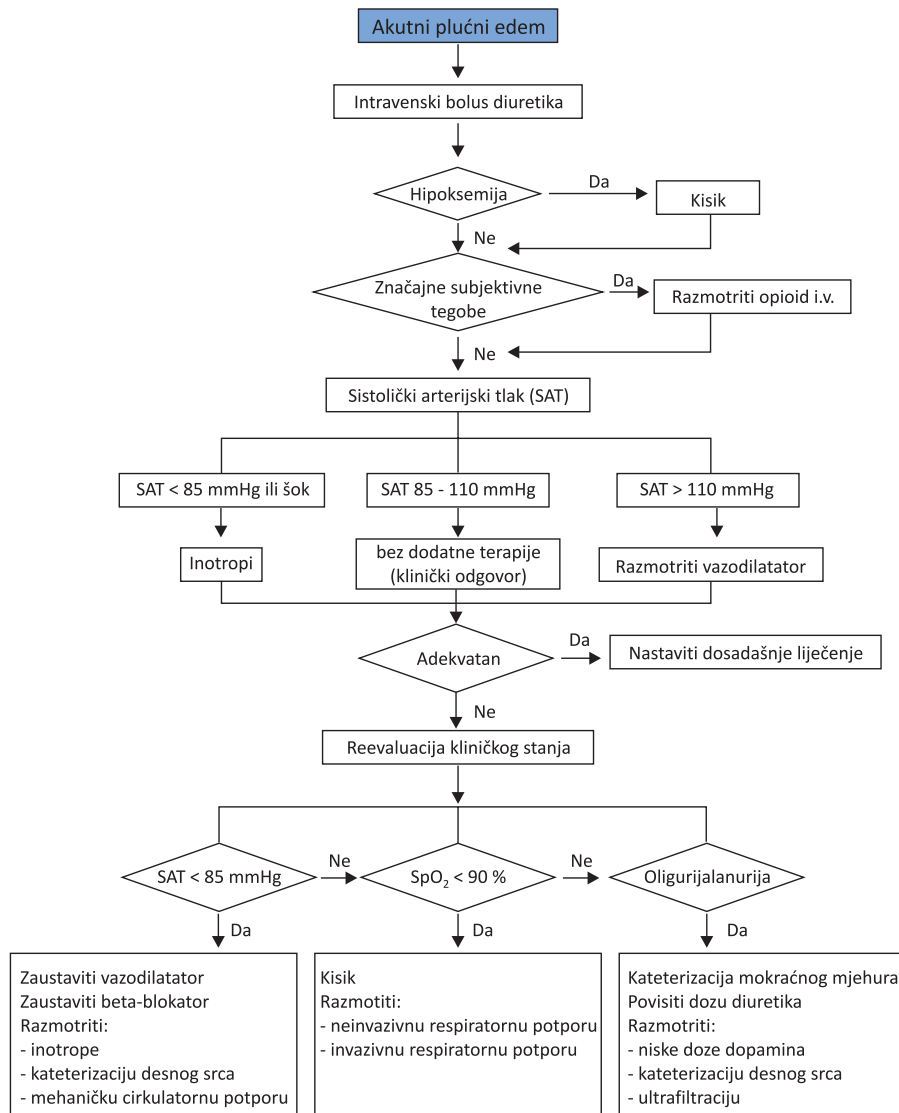 Akutni plućni edem
Intravenski bolus diuretika
Hipoksemija
Da
Kisik
Ne
Značajne subjektivne
tegobe
Da
Razmotriti opioid i.v.
Ne
Sistolički arterijski tlak (SAT)
SAT < 85 mmHg ili šok
SAT 85 - 110 mmHg
SAT > 110 mmHg
Inotropi
bez dodatne terapije
(klinički odgovor)
Razmotriti vazodilatator
Adekvatan
Da
Nastaviti dosadašnje liječenje
Ne
Reevaluacija kliničkog stanja
SAT < 85 mmHg
Ne
SpO₂ < 90 %
Ne
Oligurijalanurija
Da
Da
Da
Zaustaviti vazodilatator
Zaustaviti beta-blokator
Razmotriti:
- inotrope
- kateterizaciju desnog srca
- mehaničku cirkulatornu potporu
Kisik
Razmotiti:
- neinvazivnu respiratornu potporu
- invazivnu respiratornu potporu
Kateterizacija mokraćnog mjehura
Povisiti dozu diuretika
Razmotriti:
- niske doze dopamina
- kateterizaciju desnog srca
- ultrafiltraciju